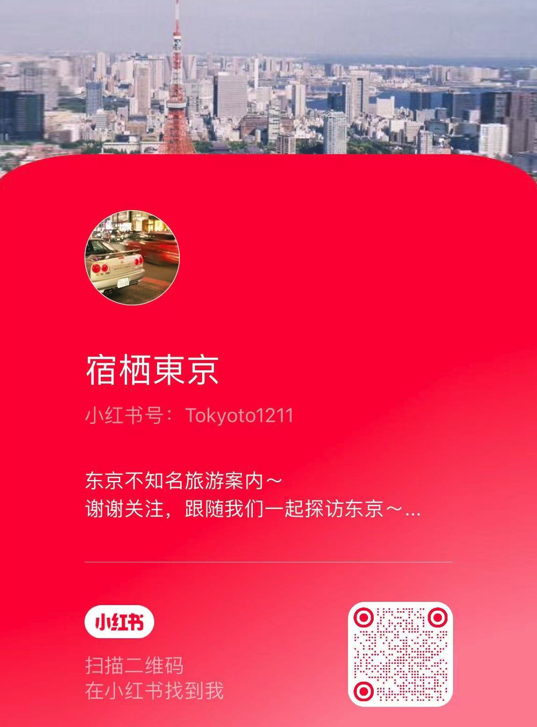 宿栖東京
小红书号：Tokyoto1211
东京不知名旅游案内～
谢谢关注，跟随我们一起探访东京～...
小红书
扫描二维码
在小红书找到我